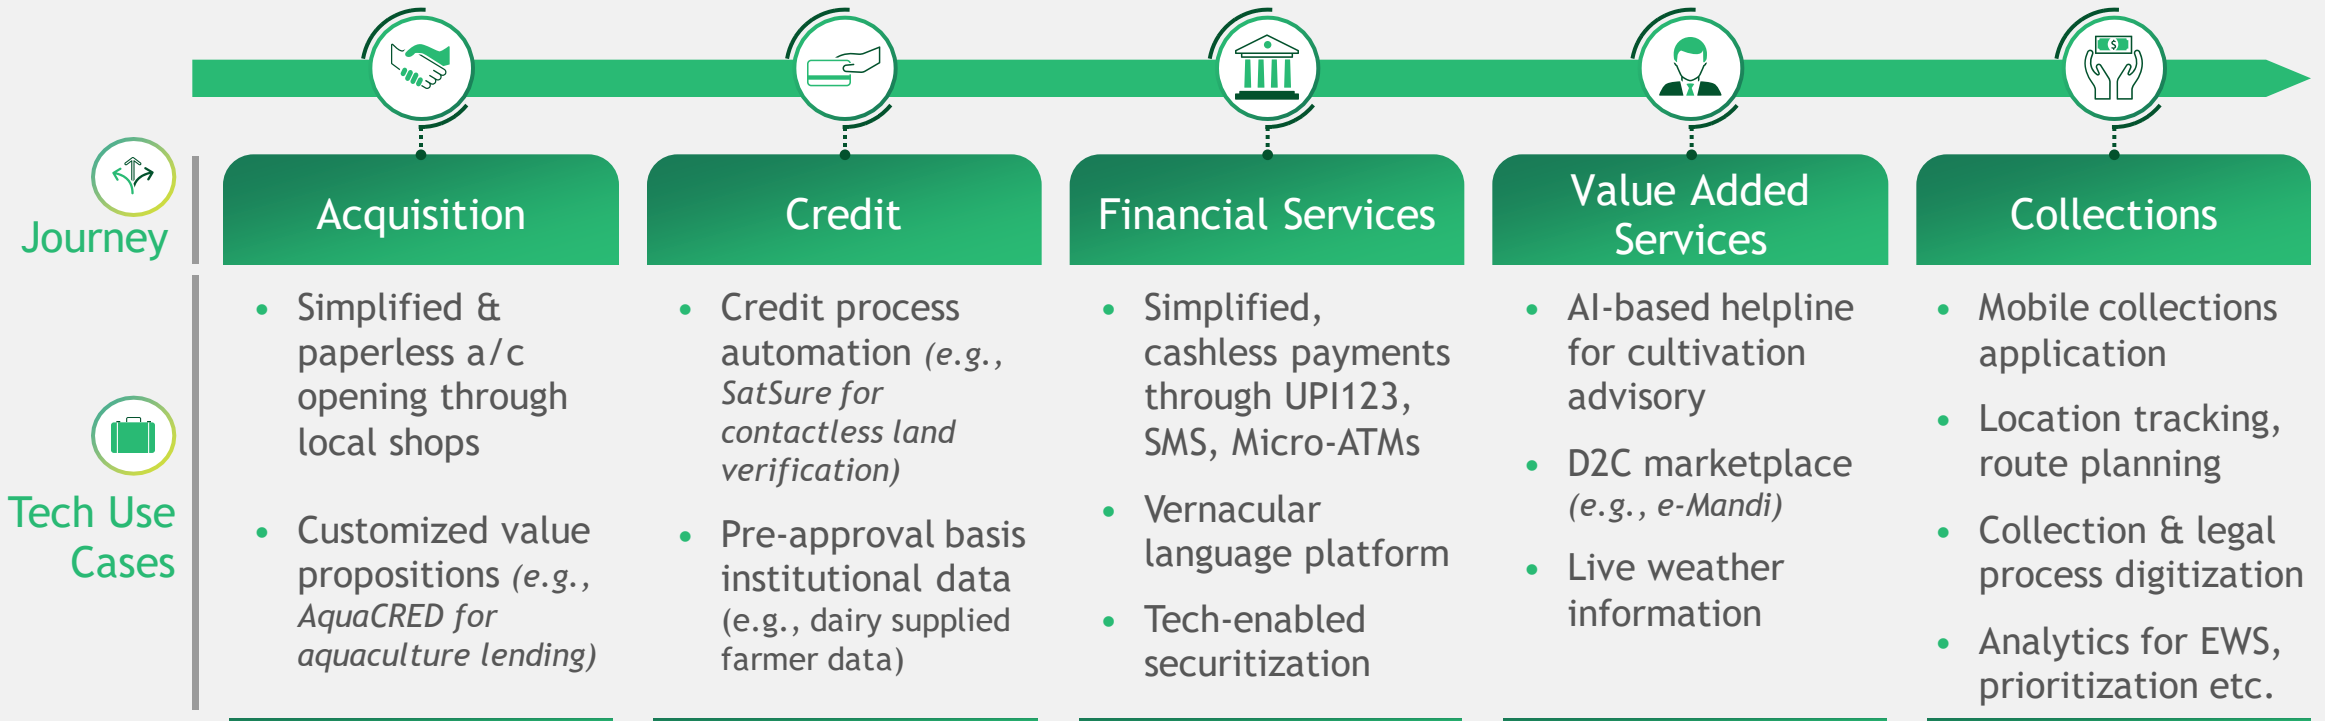 Journey
Acquisition
Credit
Financial Services
Value Added
Services
Collections
Tech Use
Cases
• Simplified &
paperless a/c
opening through
local shops
• Customized value
propositions (e.g.,
AquaCRED for
aquaculture lending)
• Credit process
automation (e.g.,
SatSure for
contactless land
verification)
• Pre-approval basis
institutional data
(e.g., dairy supplied
farmer data)
• Simplified,
cashless payments
through UPI123,
SMS, Micro-ATMs
• Vernacular
language platform
• Tech-enabled
securitization
• AI-based helpline
for cultivation
advisory
• D2C marketplace
(e.g., e-Mandi)
• Live weather
information
• Mobile collections
application
• Location tracking,
route planning
• Collection & legal
process digitization
• Analytics for EWS,
prioritization etc.